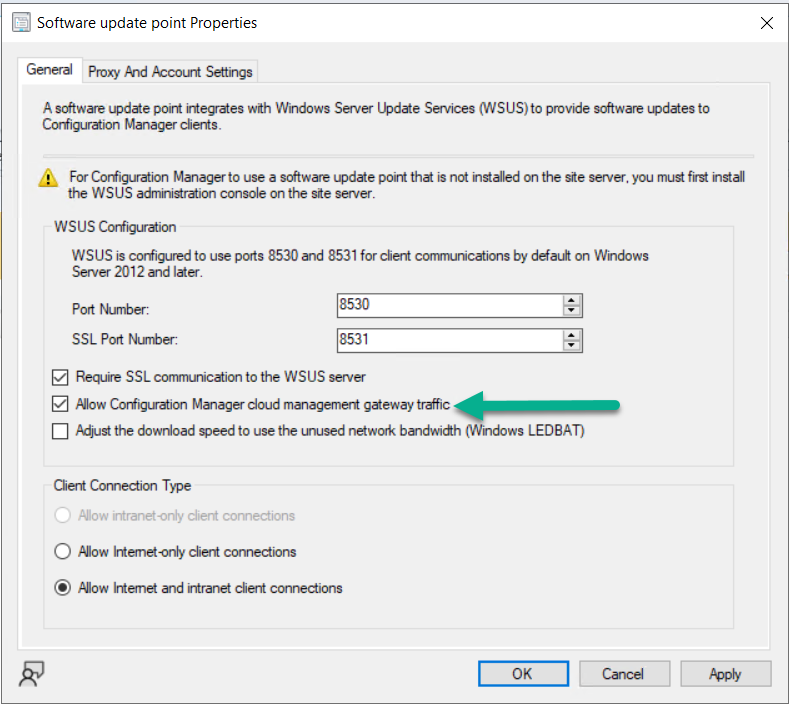 Software update point Properties
General
Proxy And Account Settings
A software update point integrates with Windows Server Update Services (WSUS) to provide software updates to
Configuration Manager clients.
For Configuration Manager to use a software update point that is not installed on the site server, you must first install
the WSUS administration console on the site server.
WSUS Configuration
WSUS is configured to use ports 8530 and 8531 for client communications by default on Windows
Server 2012 and later.
Port Number:
8530
SSL Port Number:
8531
Require SSL communication to the WSUS server
Allow Configuration Manager cloud management gateway traffic
Adjust the download speed to use the unused network bandwidth (Windows LEDBAT)
Client Connection Type
Allow intranet-only client connections
Allow Internet-only client connections
Allow Internet and intranet client connections
OK
Cancel
Apply